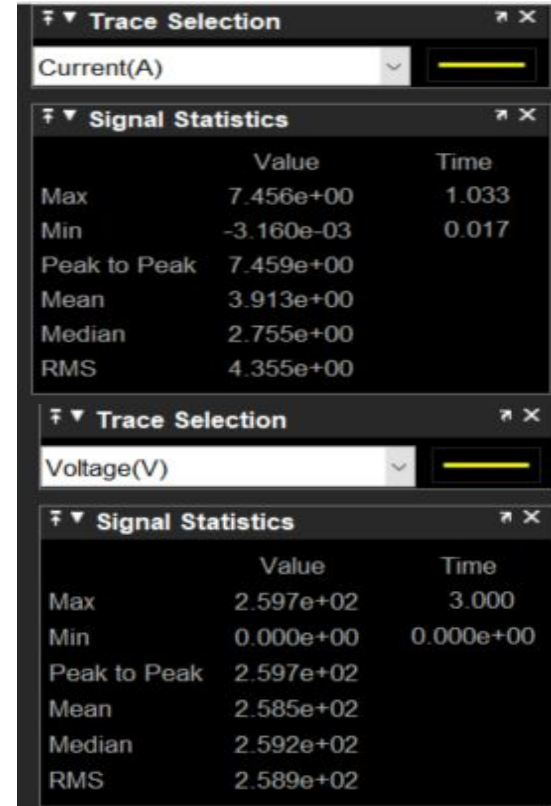 Trace Selection
Current(A)
Signal Statistics
Value Time
Max 7.456e+00 1.033
Min -3.160e-03 0.017
Peak to Peak 7.459e+00
Mean 3.913e+00
Median 2.755e+00
RMS 4.355e+00
Trace Selection
Voltage(V)
Signal Statistics
Value Time
Max 2.597e+02 3.000
Min 0.000e+00 0.000e+00
Peak to Peak 2.597e+02
Mean 2.585e+02
Median 2.592e+02
RMS 2.589e+02